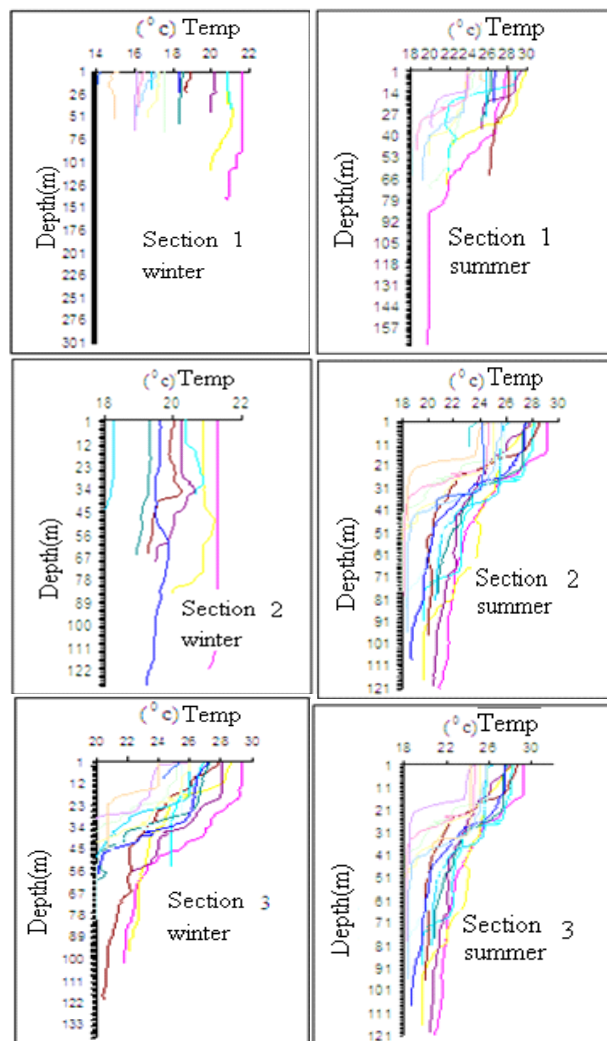 (°c) Temp
14 16 18 20 22
1
26
51
76
101
126
151
176
201
226
251
276
301
Depth(m)
Section 1
winter
(°c) Temp
18 20 22 24 26 28 30
1
14
27
40
53
66
79
92
105
118
131
144
157
Depth(m)
Section 1
summer
(°c) Temp
18 20 22
1
12
23
34
45
56
67
78
89
100
111
122
Depth(m)
Section 2
winter
(°c) Temp
18 20 22 24 26 28 30
1
11
21
31
41
51
61
71
81
91
101
111
121
Depth(m)
Section 2
summer
(°c) Temp
20 22 24 26 28 30
1
12
23
34
45
56
67
78
89
100
111
122
133
Depth(m)
Section 3
winter
(°c) Temp
18 22 26 30
1
11
21
31
41
51
61
71
81
91
101
111
121
Depth(m)
Section 3
summer